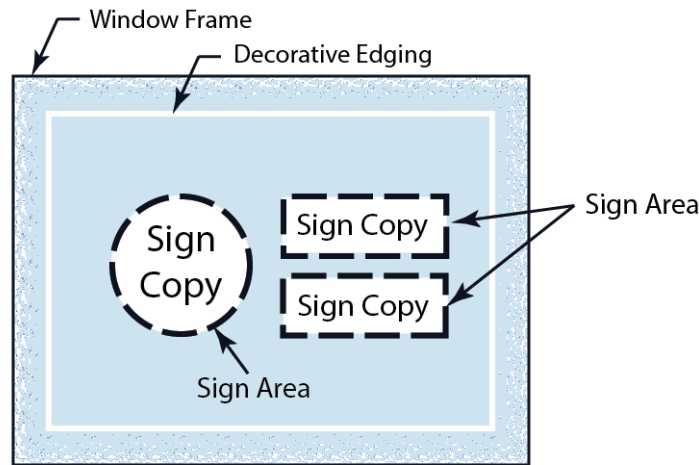 Window Frame
Decorative Edging
Sign
Copy
Sign Copy
Sign Area
Sign Copy
Sign Area